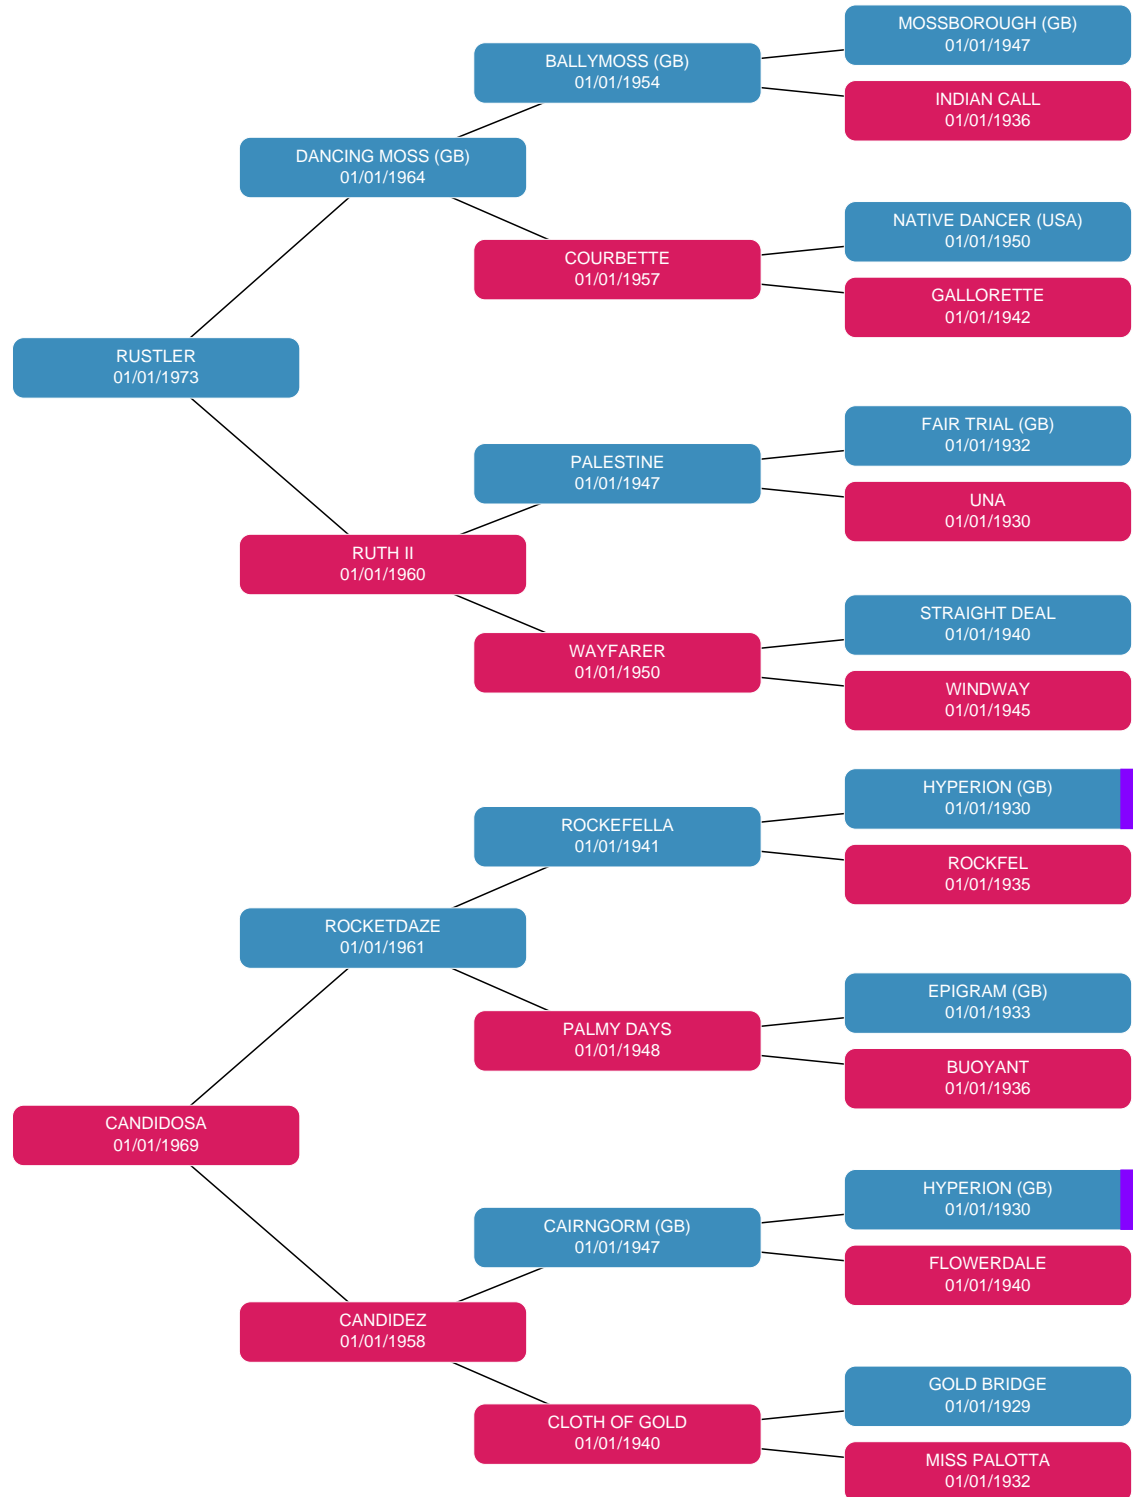 MOSSBOROUGH (GB)
01/01/1947
BALLYMOSS (GB)
01/01/1954
INDIAN CALL
01/01/1936
DANCING MOSS (GB)
01/01/1964
NATIVE DANCER (USA)
01/01/1950
COURBETTE
01/01/1957
GALLORETTE
01/01/1942
RUSTLER
01/01/1973
FAIR TRIAL (GB)
01/01/1932
PALESTINE
01/01/1947
UNA
01/01/1930
RUTH II
01/01/1960
STRAIGHT DEAL
01/01/1940
WAYFARER
01/01/1950
WINDWAY
01/01/1945
HYPERION (GB)
01/01/1930
ROCKEFELLA
01/01/1941
ROCKFEL
01/01/1935
ROCKETDAZE
01/01/1961
EPIGRAM (GB)
01/01/1933
PALMY DAYS
01/01/1948
BUOYANT
01/01/1936
CANDIDOSA
01/01/1969
HYPERION (GB)
01/01/1930
CAIRNGORM (GB)
01/01/1947
FLOWERDALE
01/01/1940
CANDIDEZ
01/01/1958
GOLD BRIDGE
01/01/1929
CLOTH OF GOLD
01/01/1940
MISS PALOTTA
01/01/1932